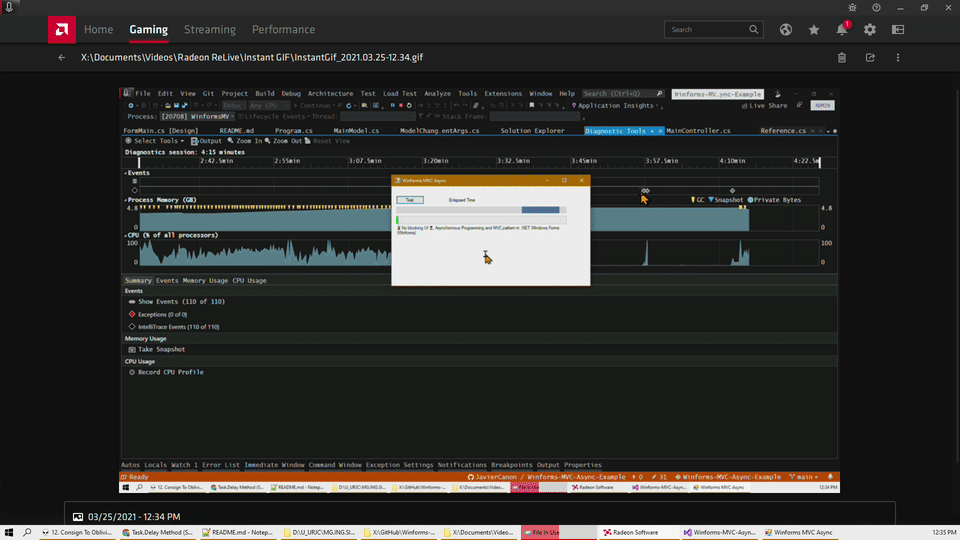 Home Gaming Streaming Performance Search
1
X:\Documents\Videos\Radeon ReLive\Instant GIF\InstantGif_2021.03.25-12.34.gif
File Edit View Git Project Build Debug Architecture Test Load Test Analyze Tools Extensions Window Help Search (Ctrl+Q) Winforms-MV...ync-Example
Debug Any CPU Continue Application Insights Live Share ADMIN
Process: [20708] WinformsMV Lifecycle Events Thread: Stack Frame:
FormMain.cs [Design] README.md Program.cs MainModel.cs ModelChang.entArgs.cs Solution Explorer Diagnostic Tools MainController.cs Reference.cs
Select Tools Output Zoom In Zoom Out Reset View
Diagnostics session: 4:15 minutes
2:42.5min 2:55min 3:07.5min 3:20min 3:32.5min 3:45min 3:57.5min 4:10min 4:22.5m
Events
Winforms MVC Async
Process Memory (GB) GC Snapshot Private Bytes
Test Enlapsed Time
4.8 4.8
0 0
No blocking UI, Asynchronous Programming and MVC pattern in .NET Windows Forms
(Winforms)
CPU (% of all processors)
100 100
0 0
Summary Events Memory Usage CPU Usage
Events
Show Events (110 of 110)
Exceptions (0 of 0)
IntelliTrace Events (110 of 110)
Memory Usage
Take Snapshot
CPU Usage
Record CPU Profile
Autos Locals Watch 1 Error List Immediate Window Command Window Exception Settings Notifications Breakpoints Output Properties
Ready JavierCanon / Winforms-MVC-Async-Example 0 31 Winforms-MVC-Async-Example main
12. Consign To Oblivi... Task.Delay Method (S... README.md - Notep... D:\U_URIC\MG.ING.SI... X:\GitHub\Winforms-... X:\Documents\Video... File In Use Radeon Software Winforms-MVC-Asyn... Winforms MVC Async 12:34 PM
03/25/2021 - 12:34 PM
12. Consign To Oblivi... Task.Delay Method (S... README.md - Notep... D:\U_URIC\MG.ING.SI... X:\GitHub\Winforms-... X:\Documents\Video... File In Use Radeon Software Winforms-MVC-Asyn... Winforms MVC Async 12:35 PM